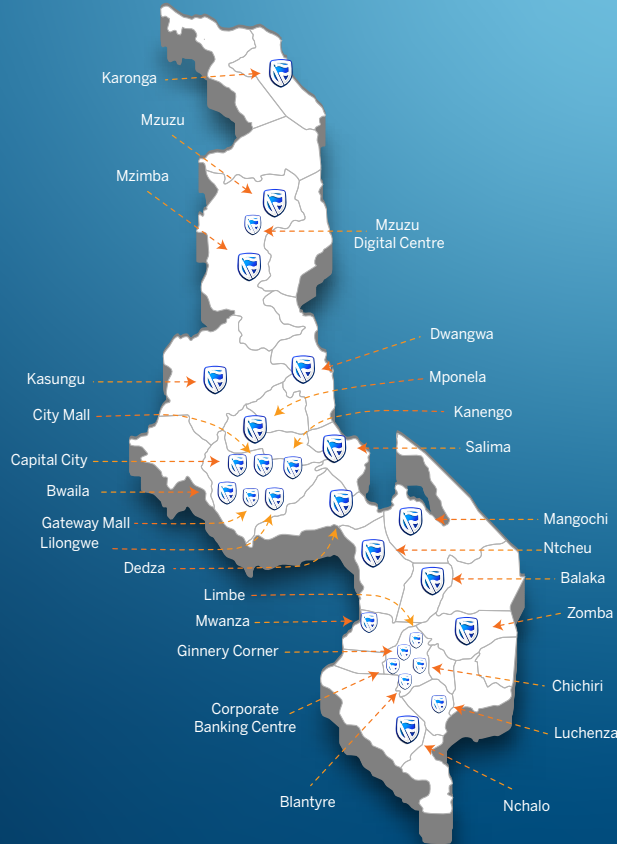 Karonga
Mzuzu
Mzimba
Mzuzu
Digital Centre
Dwangwa
Kasungu
Mponela
City Mall
Kanengo
Salima
Capital City
Bwaila
Gateway Mall
Mangochi
Lilongwe
Ntcheu
Dedza
Balaka
Limbe
Zomba
Mwanza
Ginnery Corner
Chichiri
Corporate
Banking Centre
Luchenza
Blantyre
Nchalo